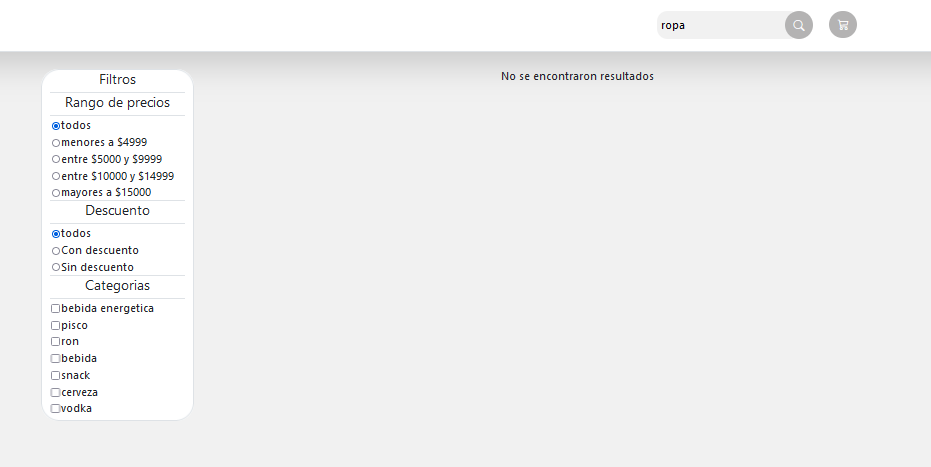 ropa
Filtros
Rango de precios
todos
menores a $4999
entre $5000 y $9999
entre $10000 y $14999
mayores a $15000
Descuento
todos
Con descuento
Sin descuento
Categorias
bebida energetica
pisco
ron
bebida
snack
cerveza
vodka
No se encontraron resultados